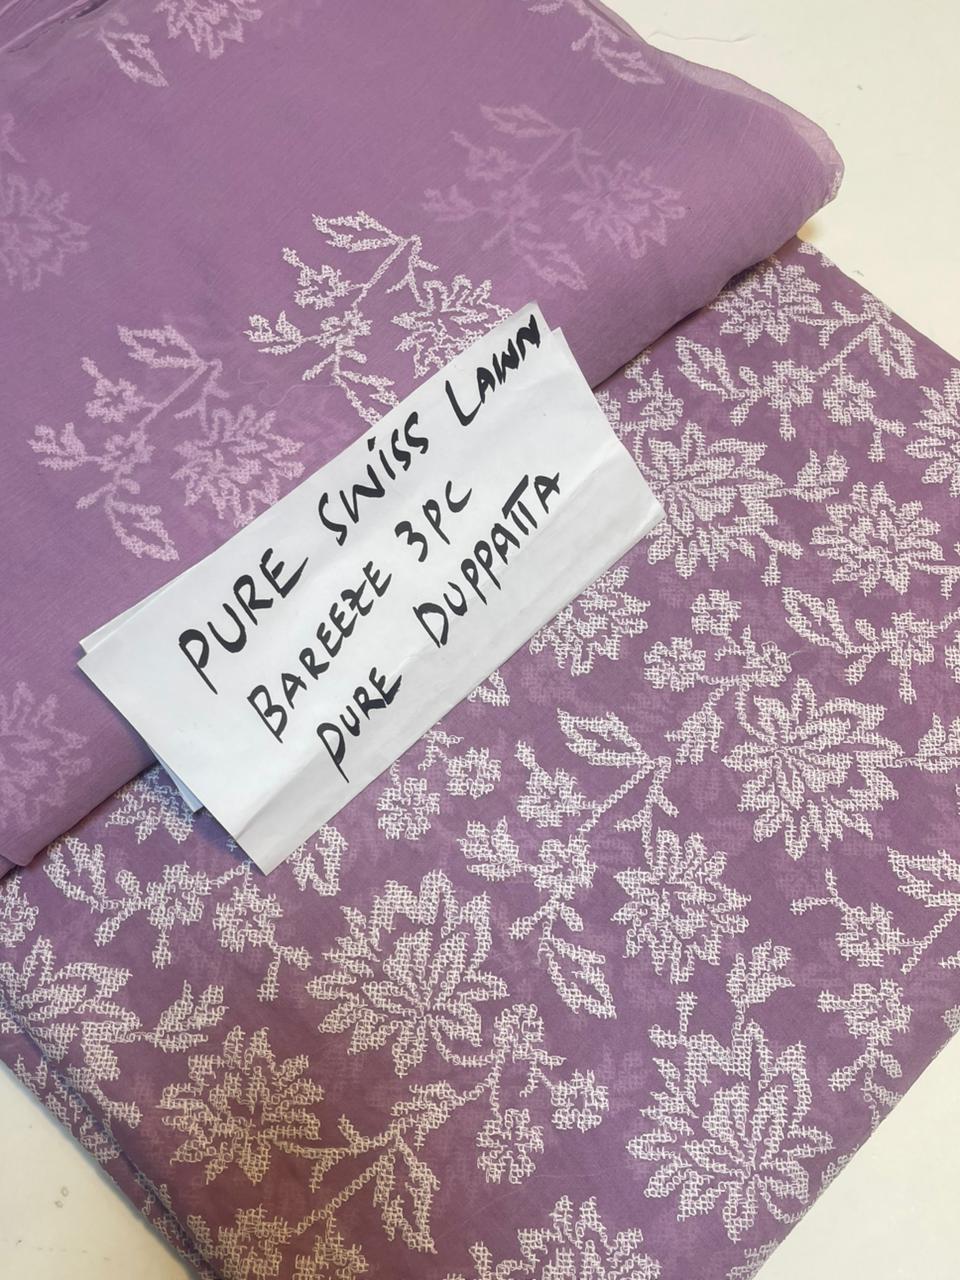 PURE SWISS LAWN
BAREEZE 3PC
PURE DUPPATTA